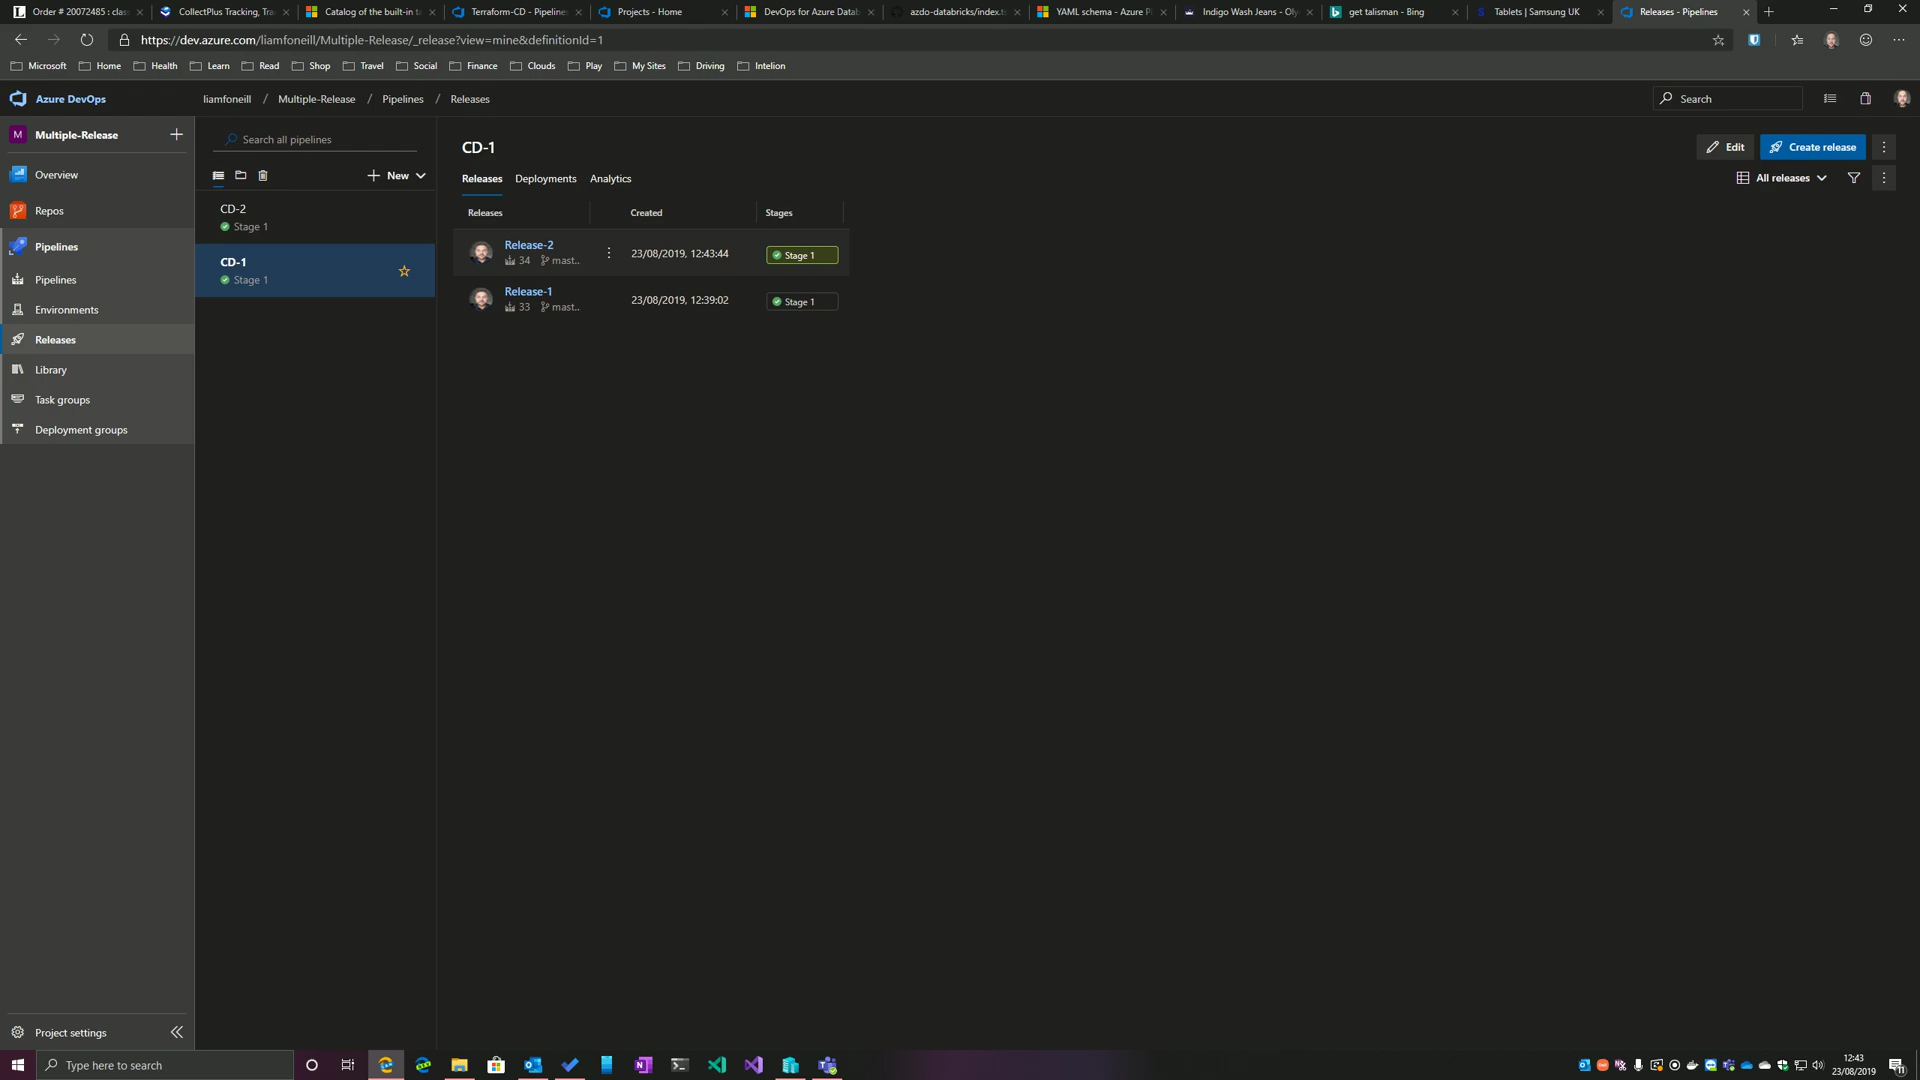 Order # 20072485 : clas
CollectPlus Tracking, Tra
Catalog of the built-in ta
Terraform-CD - Pipeline
Projects - Home
DevOps for Azure Datab
azdo-databricks/index.t
YAML schema - Azure Pi
Indigo Wash Jeans - Oly
get talisman - Bing
Tablets | Samsung UK
Releases - Pipelines
https://dev.azure.com/liamfoneill/Multiple-Release/_release?view=mine&definitionId=1
Microsoft Home Health Learn Read Shop Travel Social Finance Clouds Play My Sites Driving Intelion
Azure DevOps
liamfoneill / Multiple-Release / Pipelines / Releases
Search
M Multiple-Release
Overview
Repos
Pipelines
Pipelines
Environments
Releases
Library
Task groups
Deployment groups
Project settings
Search all pipelines
New
CD-2
Stage 1
CD-1
Stage 1
CD-1
Edit
Create release
Releases Deployments Analytics
All releases
Releases Created Stages
Release-2
34 mast..
23/08/2019, 12:43:44
Stage 1
Release-1
33 mast..
23/08/2019, 12:39:02
Stage 1
Type here to search
12:43
23/08/2019